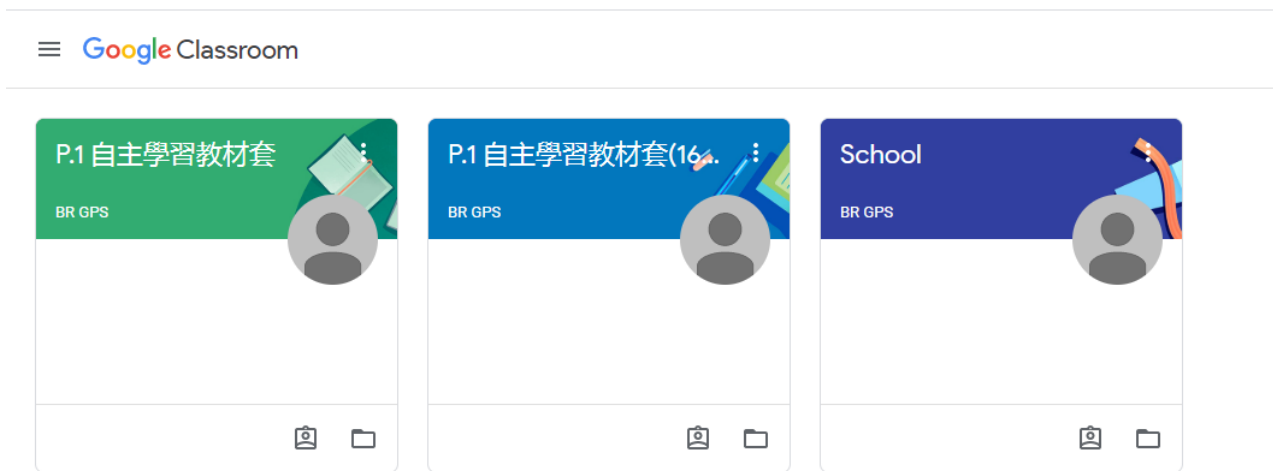 Google Classroom
P.1 自主學習教材套
BR GPS
P.1 自主學習教材套(16...
BR GPS
School
BR GPS